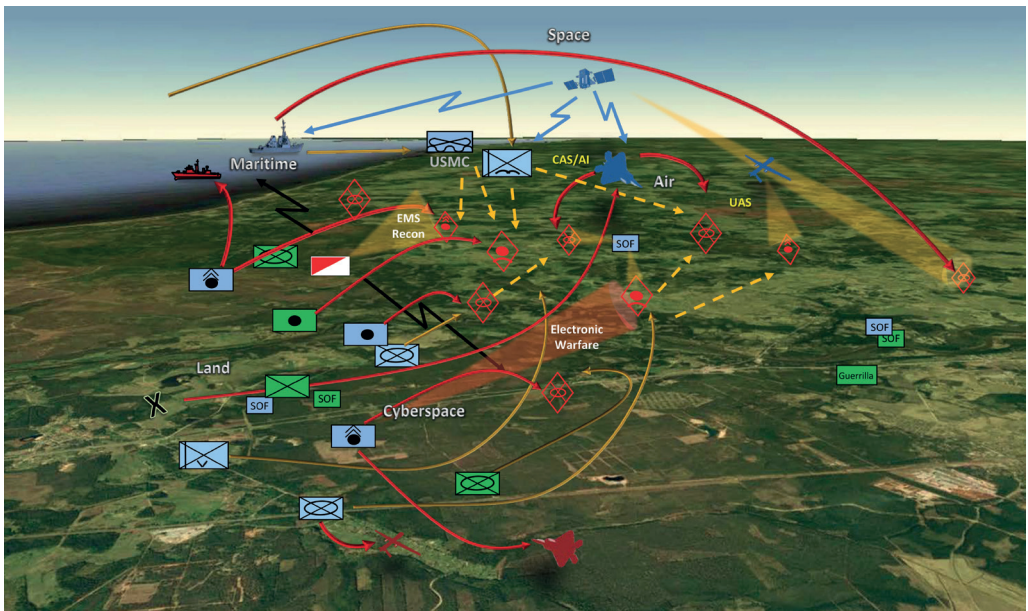 Space
Maritime
USMC
CAS/AI
Air
UAS
EMS
Recon
SOF
Electronic
Warfare
SOF
SOF
Land
Guerrilla
SOF
SOF
Cyberspace